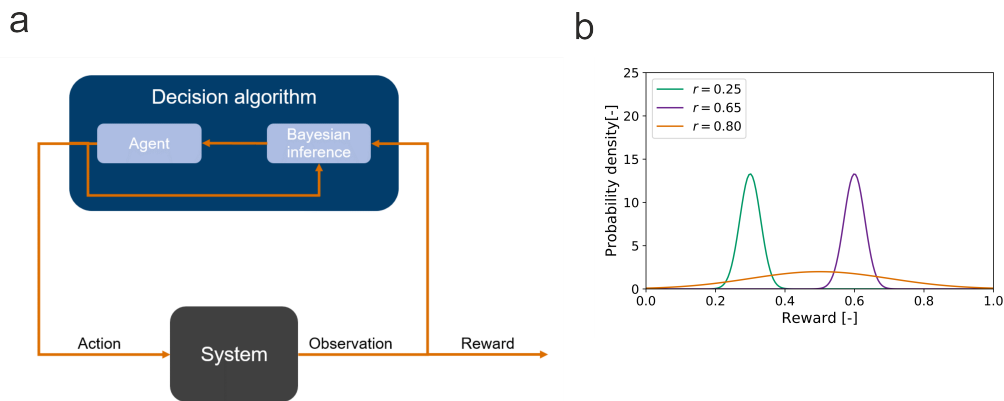 a
Decision algorithm
Agent
Bayesian
inference
Action
System
Observation
Reward
b
25
20
15
10
5
0
Probability density[-]
r = 0.25
r = 0.65
r = 0.80
0.0 0.2 0.4 0.6 0.8 1.0
Reward [-]